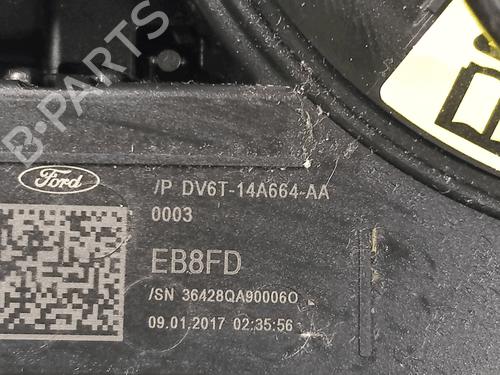 B-PARTS
Ford
/P DV6T-14A664-AA
0003
EB8FD
/SN 36428QA90006O
09.01.2017 02:35:56